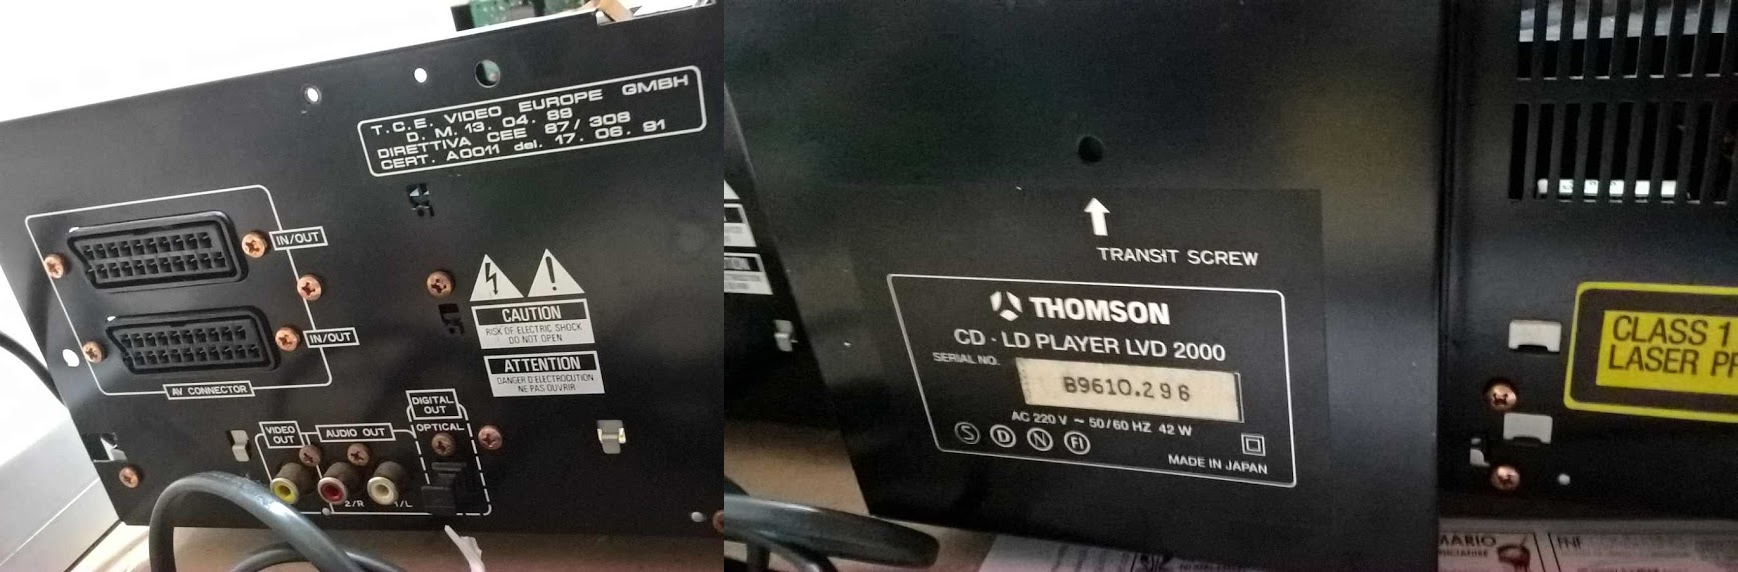 T.C.E. VIDEO EUROPE GMBH
D. M. 13. 04. 89
DIRETTIVA CEE 87/ 308
CERT. A0011 del. 17. 06. 91
IN/OUT
IN/OUT
AV CONNECTOR
CAUTION
RISK OF ELECTRIC SHOCK
DO NOT OPEN
ATTENTION
DANGER D ELECTROCUTION
NE PAS OUVRIR
DIGITAL
OUT
OPTICAL
VIDEO
OUT
AUDIO OUT
2/R
1/L
TRANSIT SCREW
THOMSON
CD - LD PLAYER LVD 2000
SERIAL NO.
B9610.296
AC 220 V ~ 50/60 HZ 42 W
S D N FI
MADE IN JAPAN
CLASS 1
LASER PR
MARIO
FNF